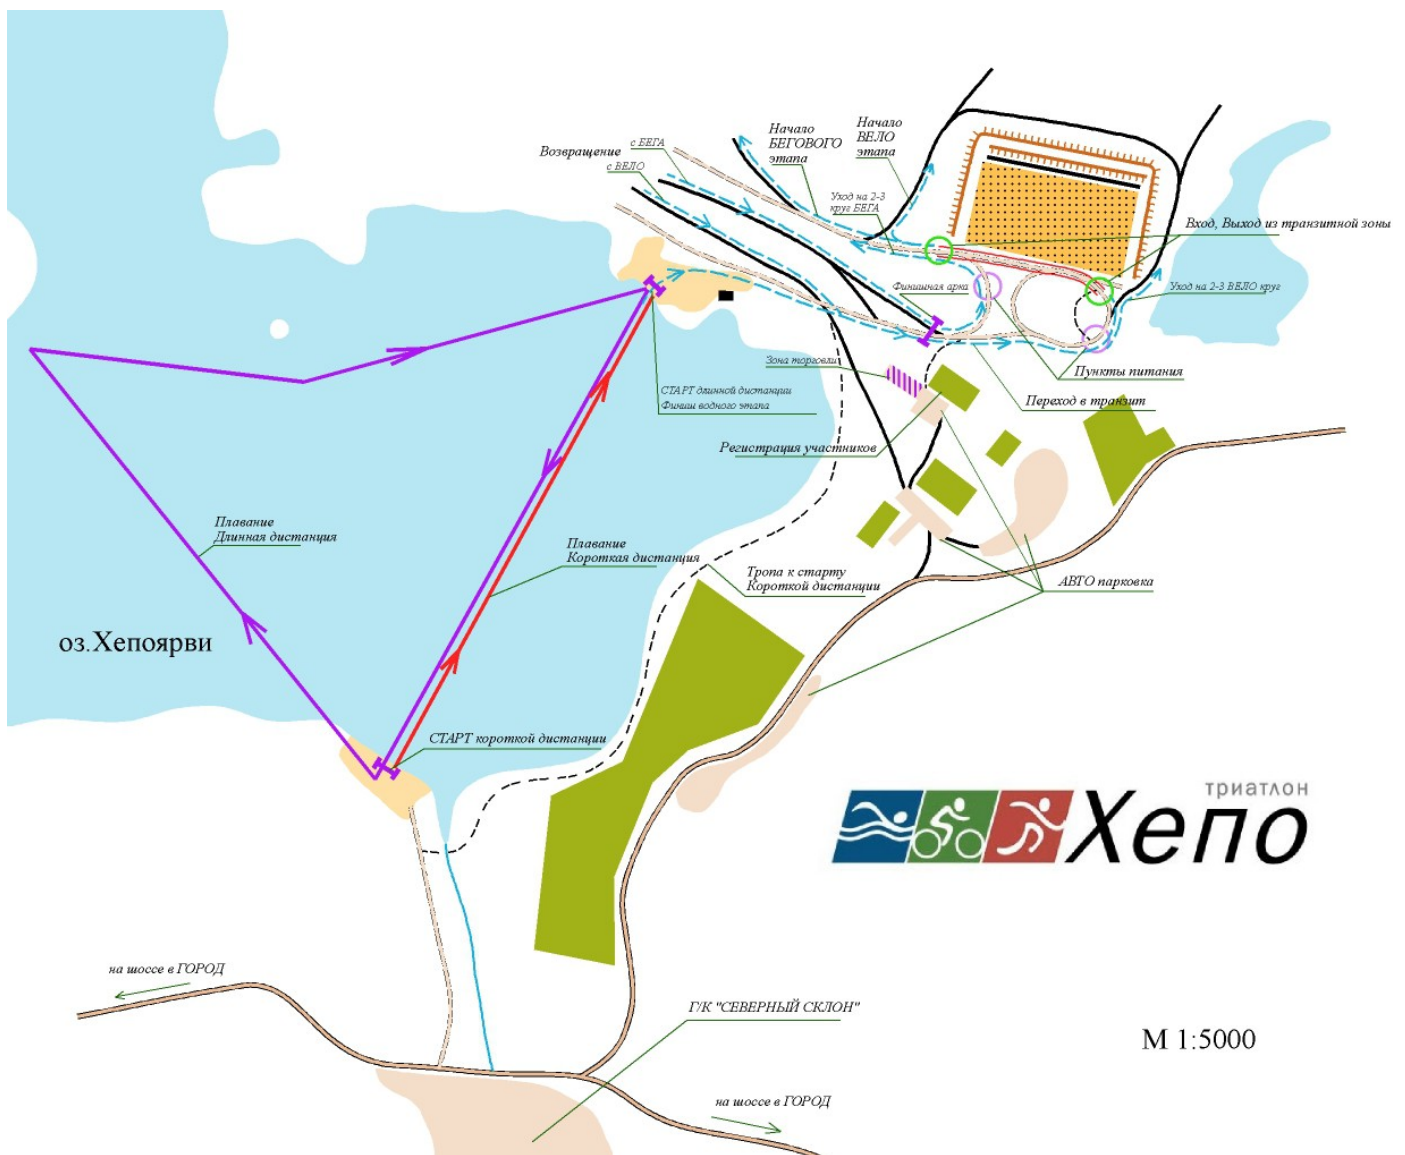 Начало
БЕГОВОГО
этапа
Начало
ВЕЛО
этапа
Возвращение
с БЕГА
с ВЕЛО
Уход на 2-3
круг БЕГА
Вход, Выход из транзитной зоны
Финишная арка
Уход на 2-3 ВЕЛО круг
Зона торговли
Пункты питания
СТАРТ длинной дистанции
Финиш водного этапа
Переход в транзит
Регистрация участников
Плавание
Длинная дистанция
Плавание
Короткая дистанция
Тропа к старту
Короткой дистанции
АВТО парковка
оз.Хепоярви
СТАРТ короткой дистанции
триатлон
Хепо
на шоссе в ГОРОД
Г/К "СЕВЕРНЫЙ СКЛОН"
М 1:5000
на шоссе в ГОРОД